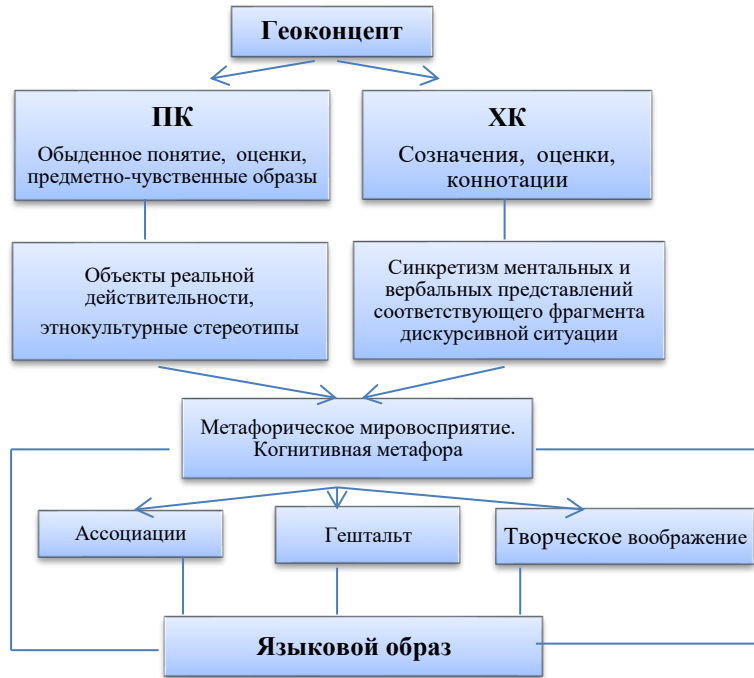 Геоконцепт
ПК
Обыденное понятие, оценки,
предметно-чувственные образы
ХК
Созначения, оценки,
коннотации
Объекты реальной
действительности,
этнокультурные стереотипы
Синкретизм ментальных и
вербальных представлений
соответствующего фрагмента
дискурсивной ситуации
Метафорическое мировосприятие.
Когнитивная метафора
Ассоциации
Гештальт
Творческое воображение
Языковой образ